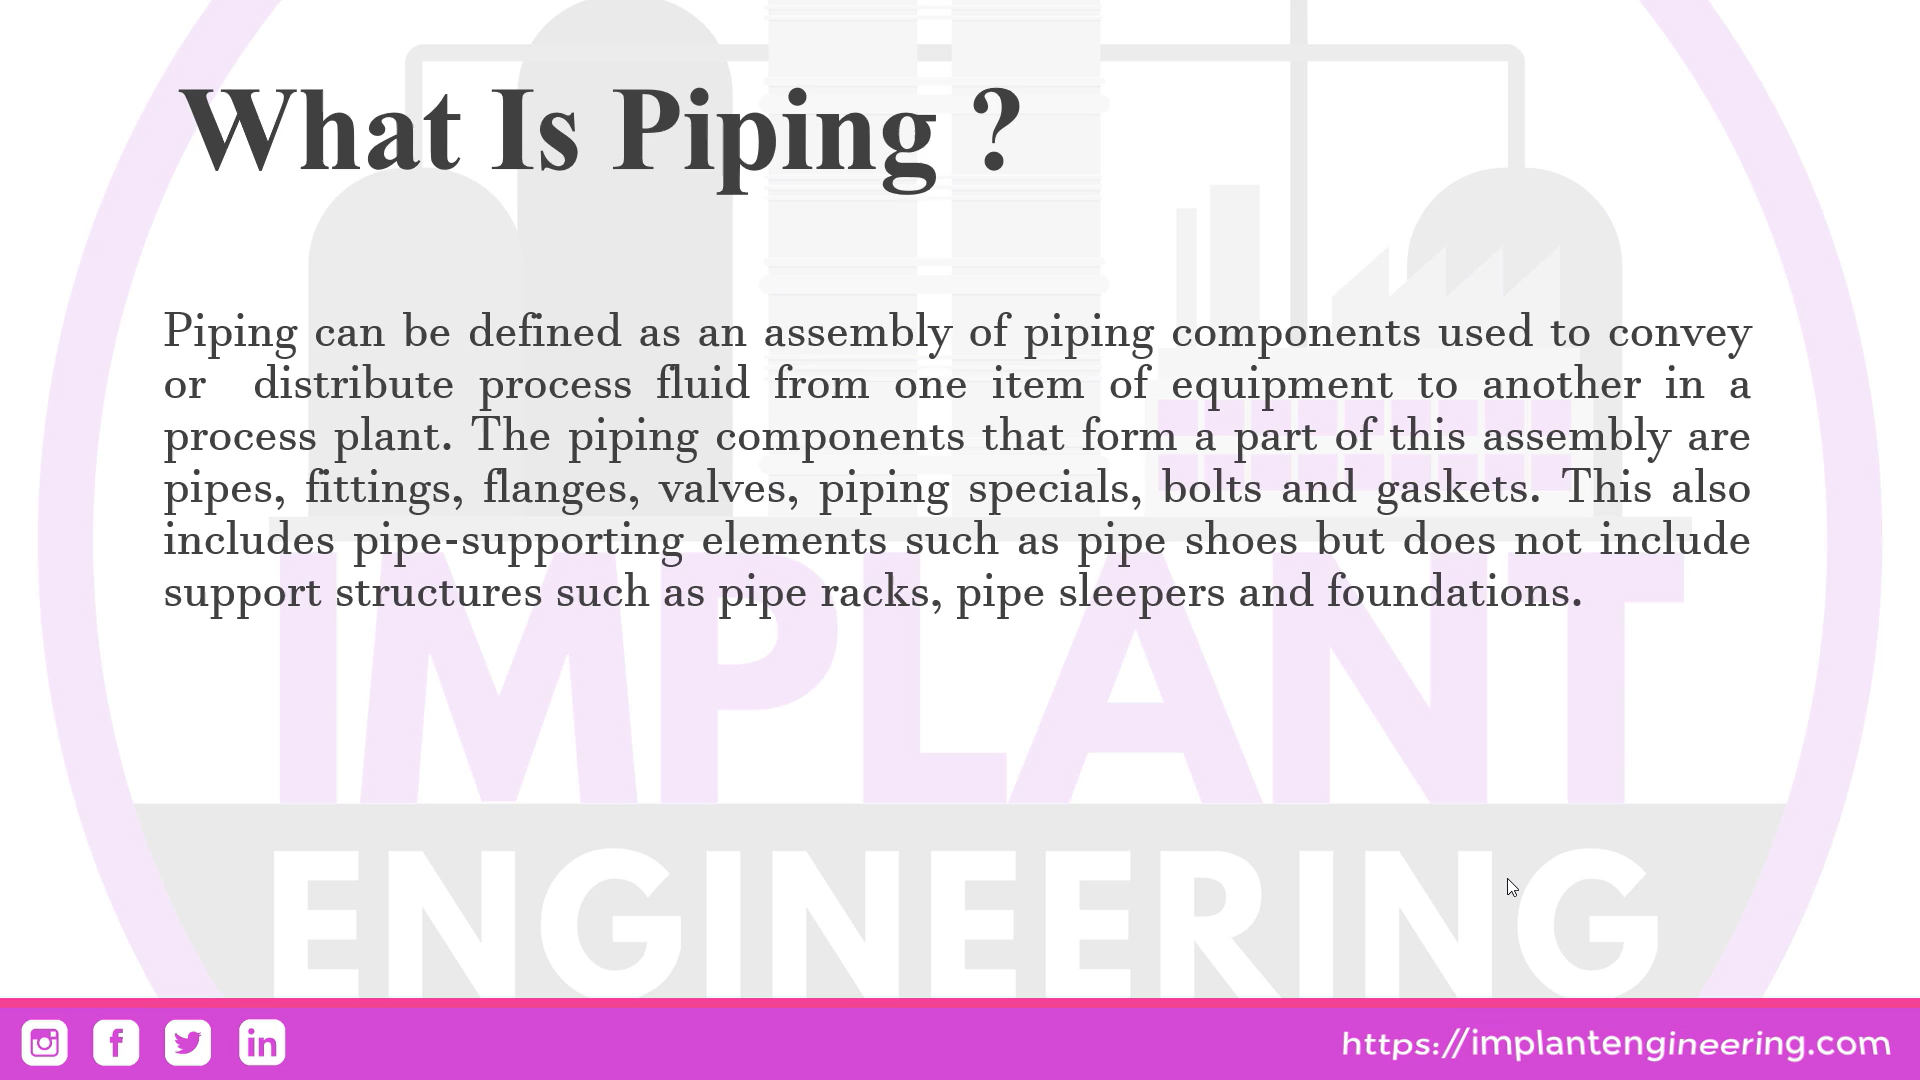 What Is Piping ?
Piping can be defined as an assembly of piping components used to convey
or distribute process fluid from one item of equipment to another in a
process plant. The piping components that form a part of this assembly are
pipes, fittings, flanges, valves, piping specials, bolts and gaskets. This also
includes pipe-supporting elements such as pipe shoes but does not include
support structures such as pipe racks, pipe sleepers and foundations.
IMPLANT
ENGINEERING
https://implantengineering.com